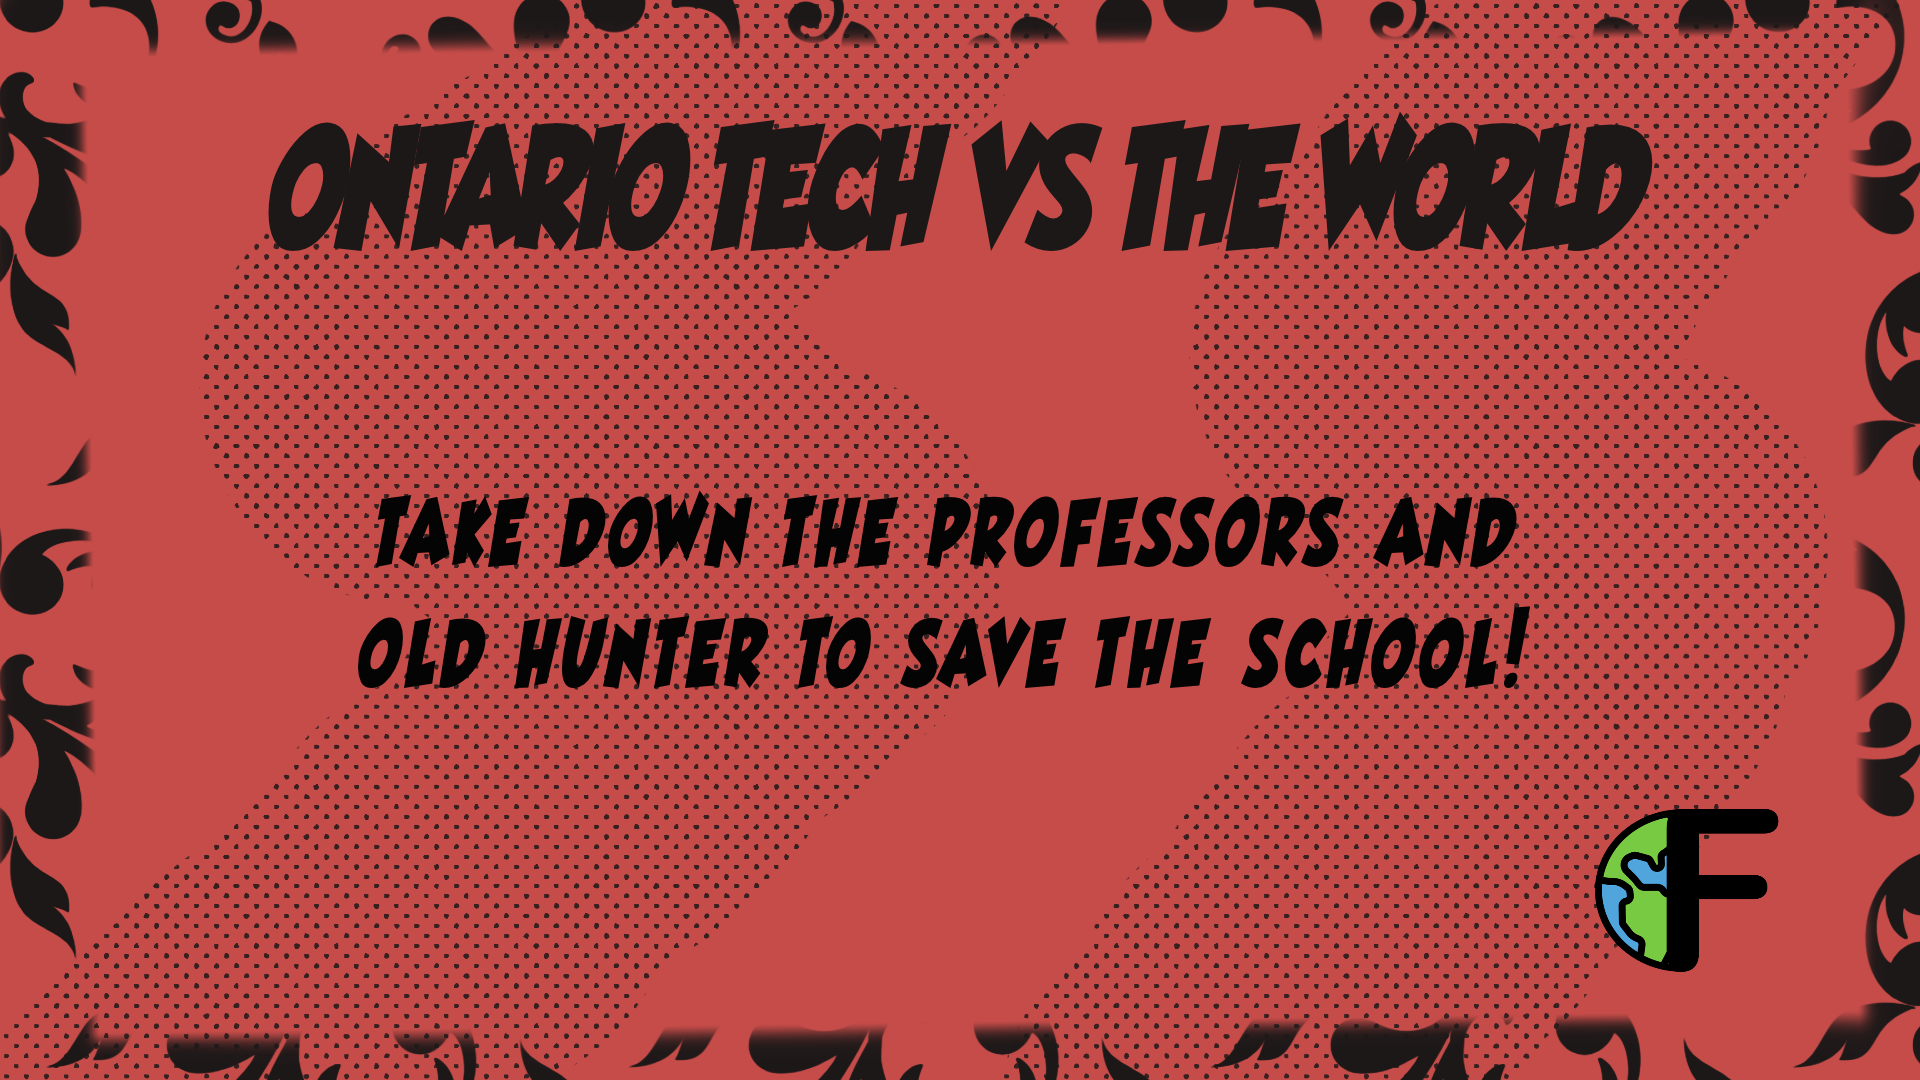 ONTARIO TECH VS THE WORLD
TAKE DOWN THE PROFESSORS AND
OLD HUNTER TO SAVE THE SCHOOL!
F